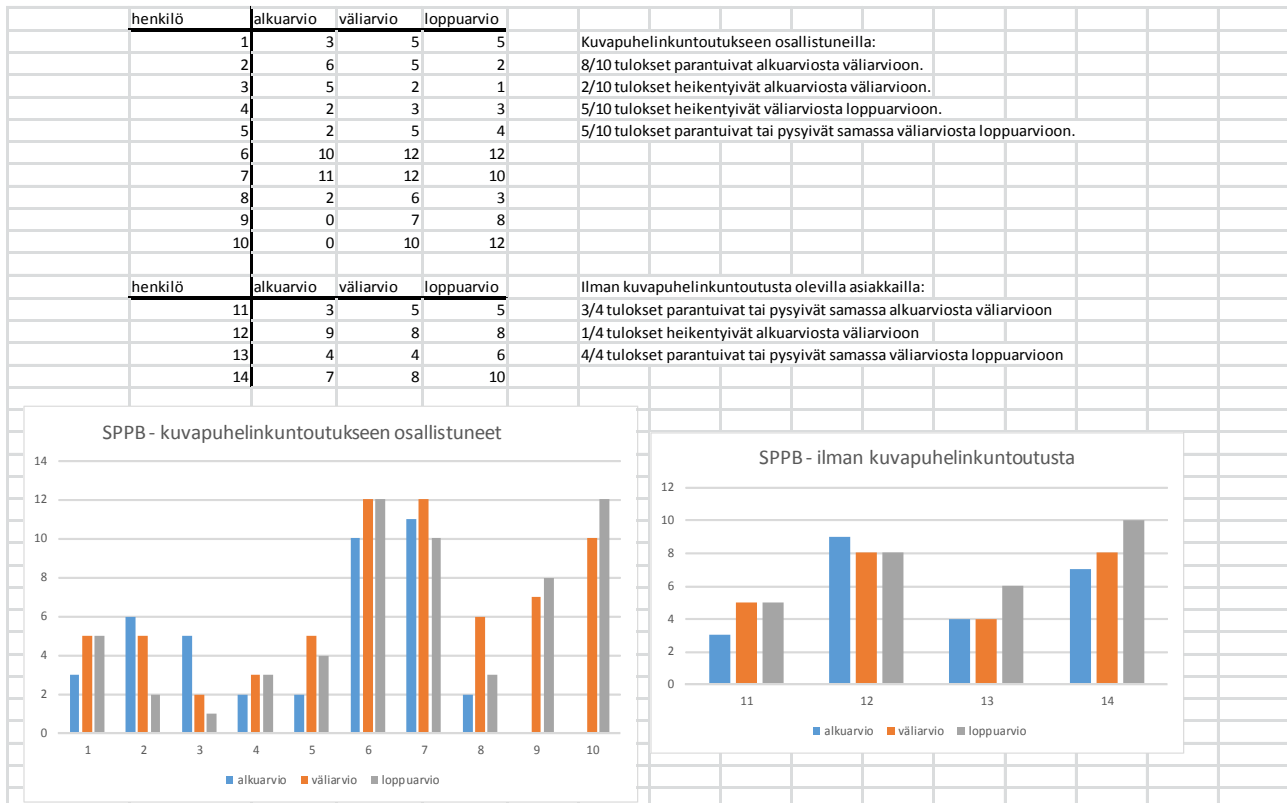 henkilö alkuarvio väliarvio loppuarvio
1 3 5 5 Kuvapuhelinkuntoutukseen osallistuneilla:
2 6 5 2 8/10 tulokset parantuivat alkuarviosta väliarvioon.
3 5 2 1 2/10 tulokset heikentyivät alkuarviosta väliarvioon.
4 2 3 3 5/10 tulokset heikentyivät väliarviosta loppuarvioon.
5 2 5 4 5/10 tulokset parantuivat tai pysyivät samassa väliarviosta loppuarvioon.
6 10 12 12
7 11 12 10
8 2 6 3
9 0 7 8
10 0 10 12
henkilö alkuarvio väliarvio loppuarvio Ilman kuvapuhelinkuntoutusta olevilla asiakkailla:
11 3 5 5 3/4 tulokset parantuivat tai pysyivät samassa alkuarviosta väliarvioon
12 9 8 8 1/4 tulokset heikentyivät alkuarviosta väliarvioon
13 4 4 6 4/4 tulokset parantuivat tai pysyivät samassa väliarviosta loppuarvioon
14 7 8 10
SPPB - kuvapuhelinkuntoutukseen osallistuneet
14
12
10
8
6
4
2
0
1 2 3 4 5 6 7 8 9 10
alkuarvio väliarvio loppuarvio
SPPB - ilman kuvapuhelinkuntoutusta
12
10
8
6
4
2
0
11 12 13 14
alkuarvio väliarvio loppuarvio